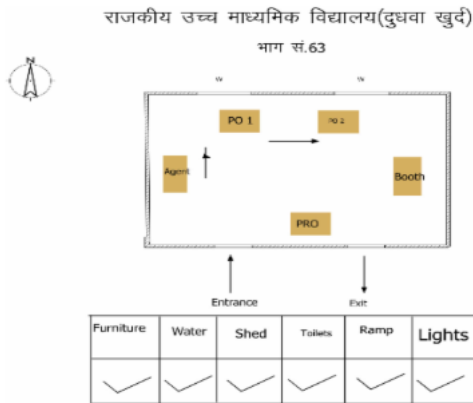 राजकीय उच्च माध्यमिक विद्यालय(दुधवा खुर्द)
भाग सं.63
N
W W
PO 1 PO 2
Agent Booth
PRO
Entrance Exit
Furniture Water Shed Toilets Ramp Lights